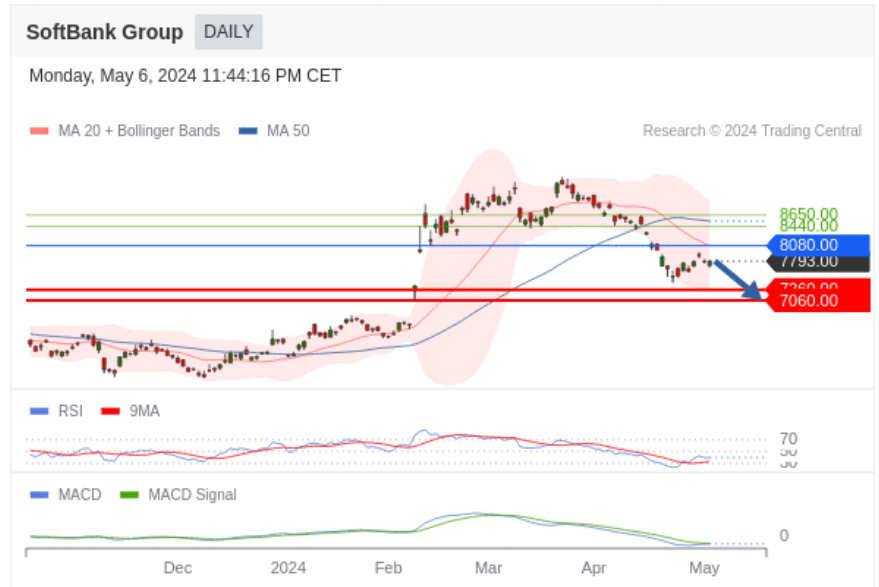 SoftBank Group DAILY
Monday, May 6, 2024 11:44:16 PM CET
MA 20 + Bollinger Bands MA 50 Research © 2024 Trading Central
8650.00
8440.00
8080.00
7793.00
7060.00
RSI 9MA
70
50
30
MACD MACD Signal
0
Dec 2024 Feb Mar Apr May